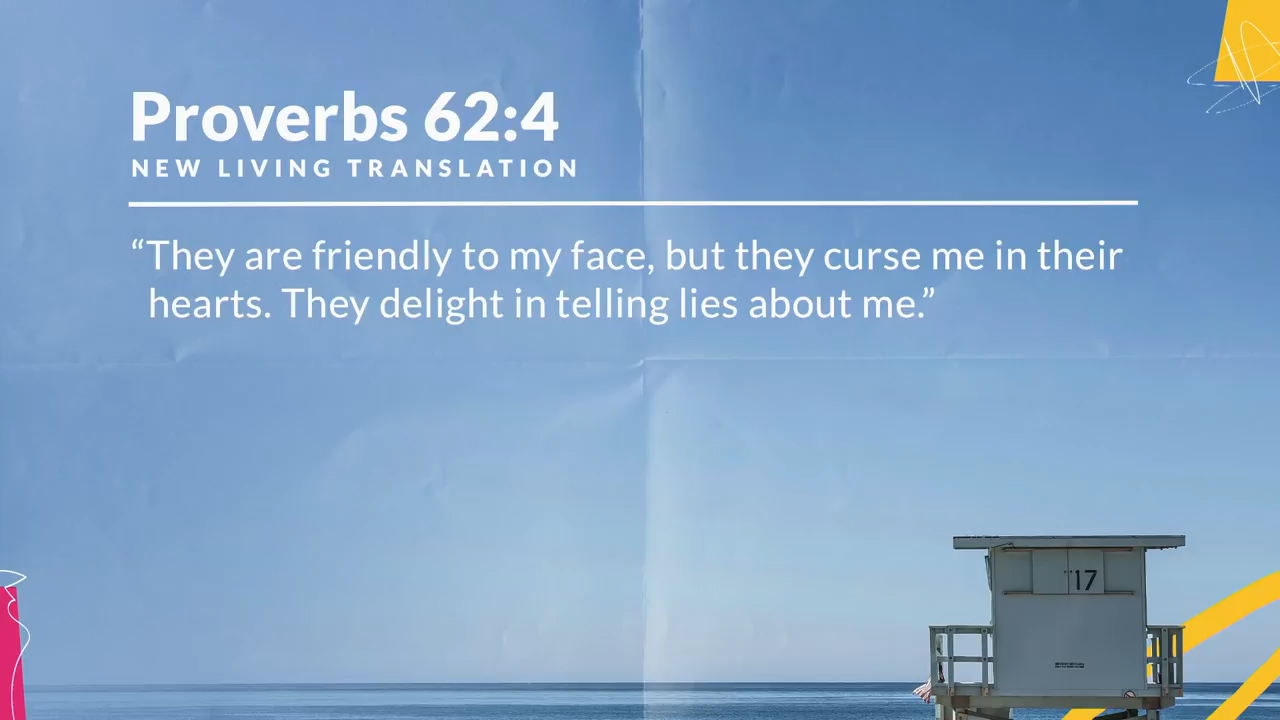 Proverbs 62:4
NEW LIVING TRANSLATION
“They are friendly to my face, but they curse me in their
hearts. They delight in telling lies about me.”
17